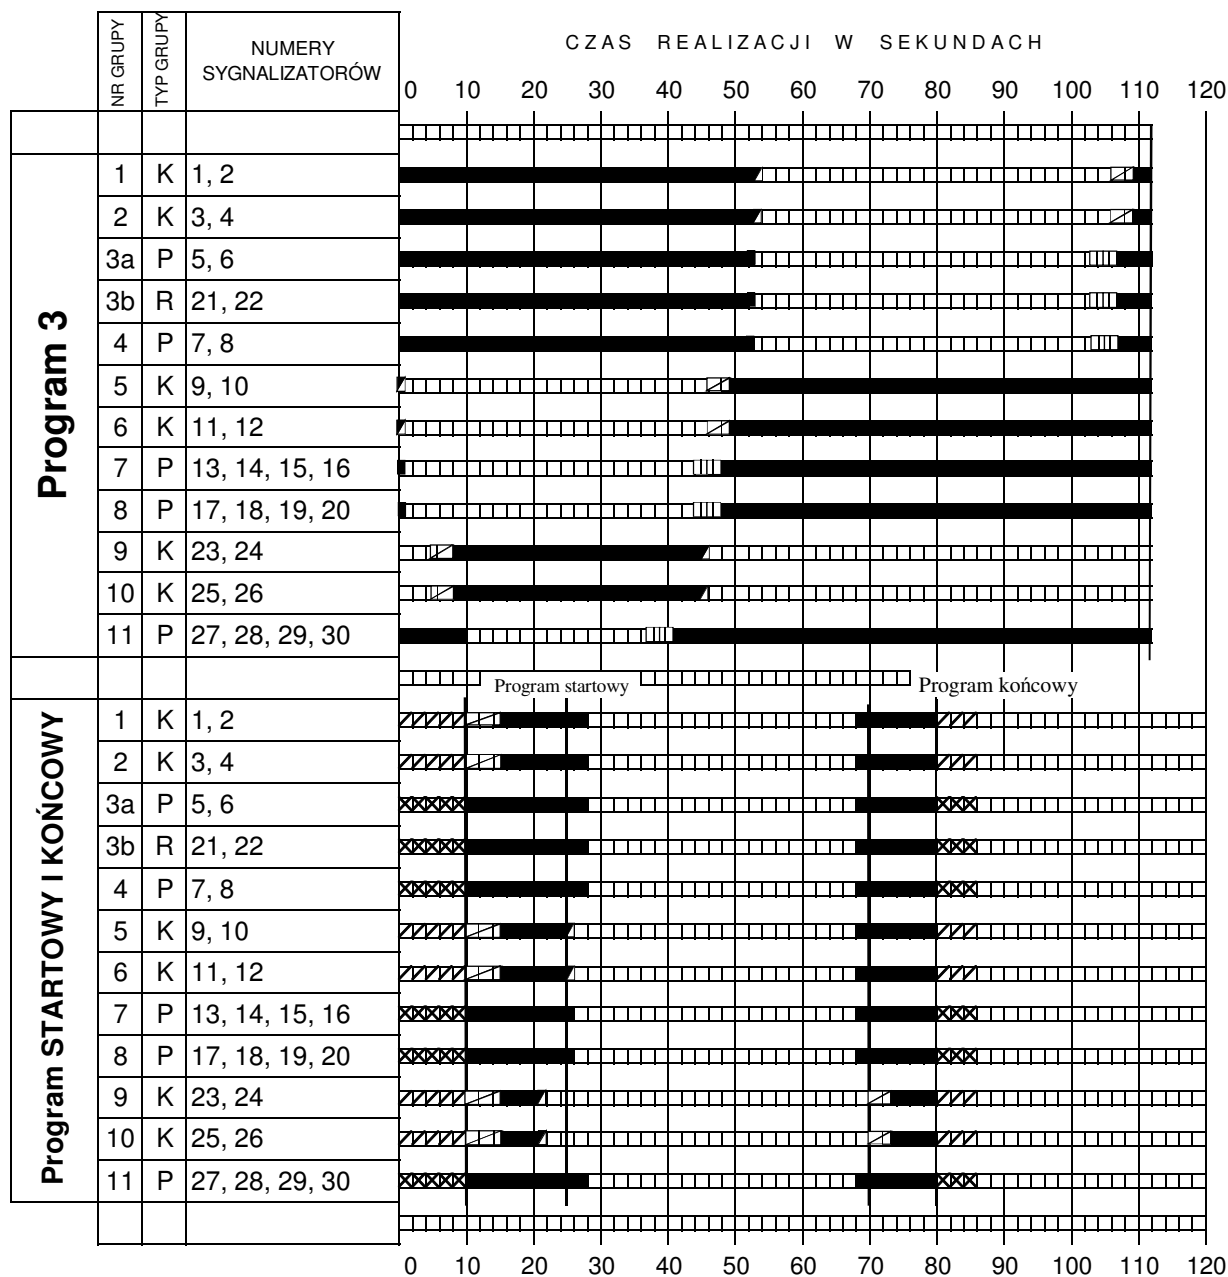 NR GRUPY
TYP GRUPY
NUMERY
SYGNALIZATORÓW
CZAS REALIZACJI W SEKUNDACH
0 10 20 30 40 50 60 70 80 90 100 110 120
Program 3
1 K 1, 2
2 K 3, 4
3a P 5, 6
3b R 21, 22
4 P 7, 8
5 K 9, 10
6 K 11, 12
7 P 13, 14, 15, 16
8 P 17, 18, 19, 20
9 K 23, 24
10 K 25, 26
11 P 27, 28, 29, 30
Program startowy Program końcowy
Program STARTOWY I KOŃCOWY
1 K 1, 2
2 K 3, 4
3a P 5, 6
3b R 21, 22
4 P 7, 8
5 K 9, 10
6 K 11, 12
7 P 13, 14, 15, 16
8 P 17, 18, 19, 20
9 K 23, 24
10 K 25, 26
11 P 27, 28, 29, 30
0 10 20 30 40 50 60 70 80 90 100 110 120